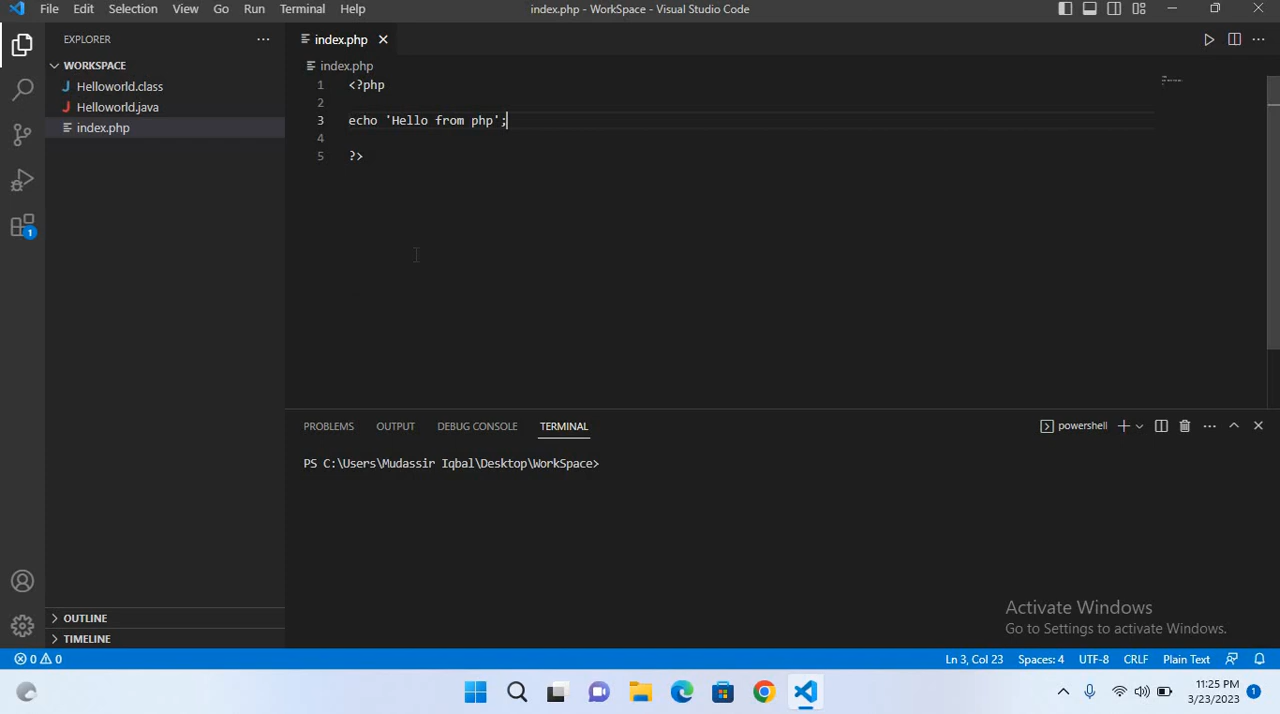 File Edit Selection View Go Run Terminal Help
index.php - WorkSpace - Visual Studio Code
EXPLORER
index.php
WORKSPACE
Helloworld.class
Helloworld.java
index.php
1
index.php
1 <?php
2
3 echo 'Hello from php';
4
5 ?>
PROBLEMS OUTPUT DEBUG CONSOLE TERMINAL
powershell
PS C:\Users\Mudassir Iqbal\Desktop\WorkSpace>
Activate Windows
Go to Settings to activate Windows.
OUTLINE
TIMELINE
0 0
Ln 3, Col 23 Spaces: 4 UTF-8 CRLF Plain Text
11:25 PM
3/23/2023
1